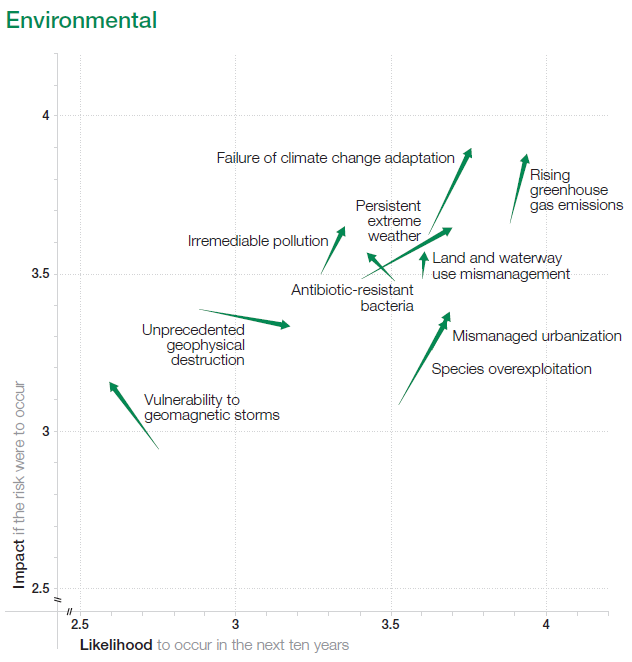 Environmental
4
Failure of climate change adaptation
Rising
greenhouse
gas emissions
Persistent
extreme
weather
Irremediable pollution
Land and waterway
use mismanagement
3.5
Antibiotic-resistant
bacteria
Unprecedented
geophysical
destruction
Mismanaged urbanization
Species overexploitation
Vulnerability to
geomagnetic storms
3
Impact if the risk were to occur
2.5
2.5 3 3.5 4
Likelihood to occur in the next ten years